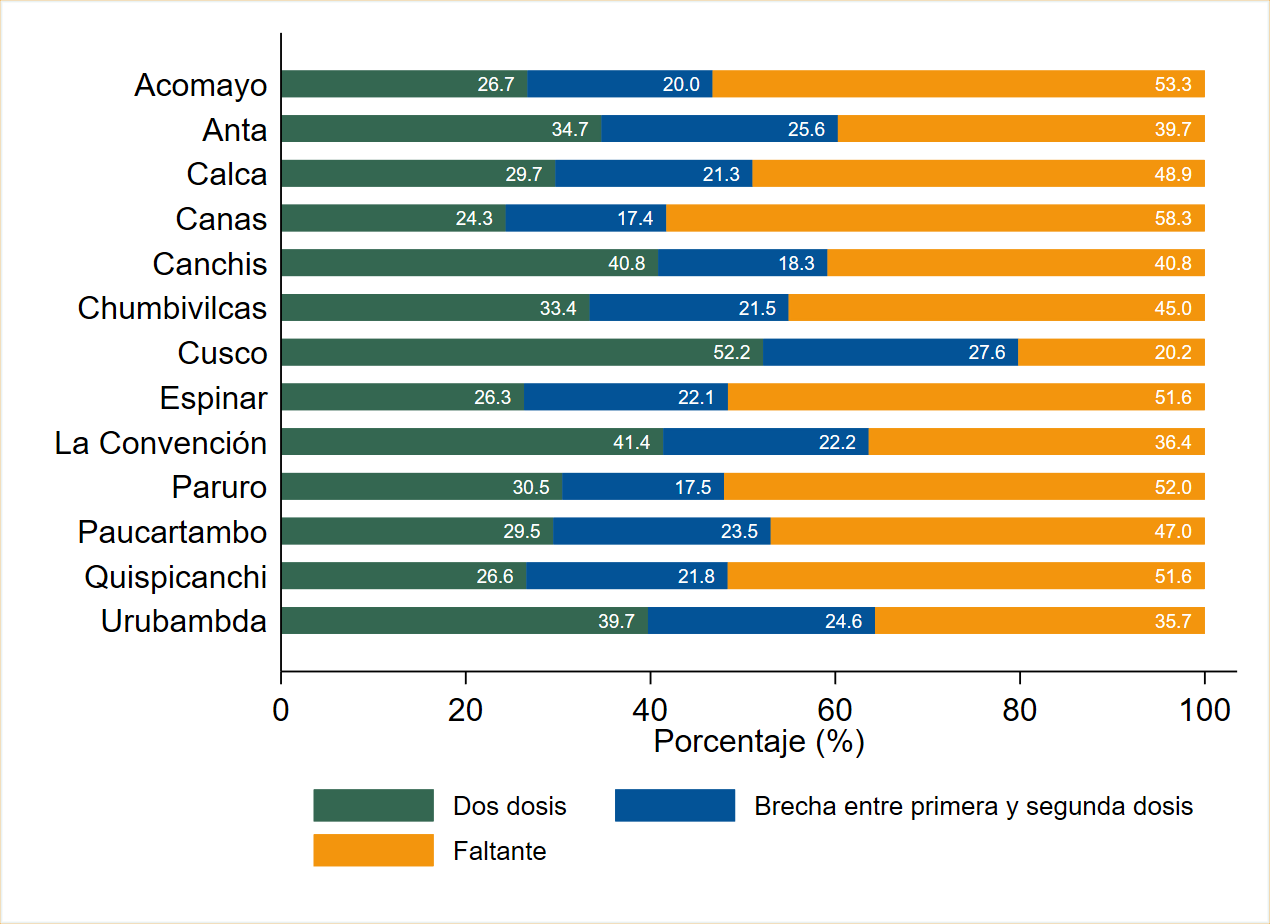 Acomayo 26.7 20.0 53.3
Anta 34.7 25.6 39.7
Calca 29.7 21.3 48.9
Canas 24.3 17.4 58.3
Canchis 40.8 18.3 40.8
Chumbivilcas 33.4 21.5 45.0
Cusco 52.2 27.6 20.2
Espinar 26.3 22.1 51.6
La Convención 41.4 22.2 36.4
Paruro 30.5 17.5 52.0
Paucartambo 29.5 23.5 47.0
Quispicanchi 26.6 21.8 51.6
Urubambda 39.7 24.6 35.7
0 20 40 60 80 100
Porcentaje (%)
Dos dosis Brecha entre primera y segunda dosis
Faltante